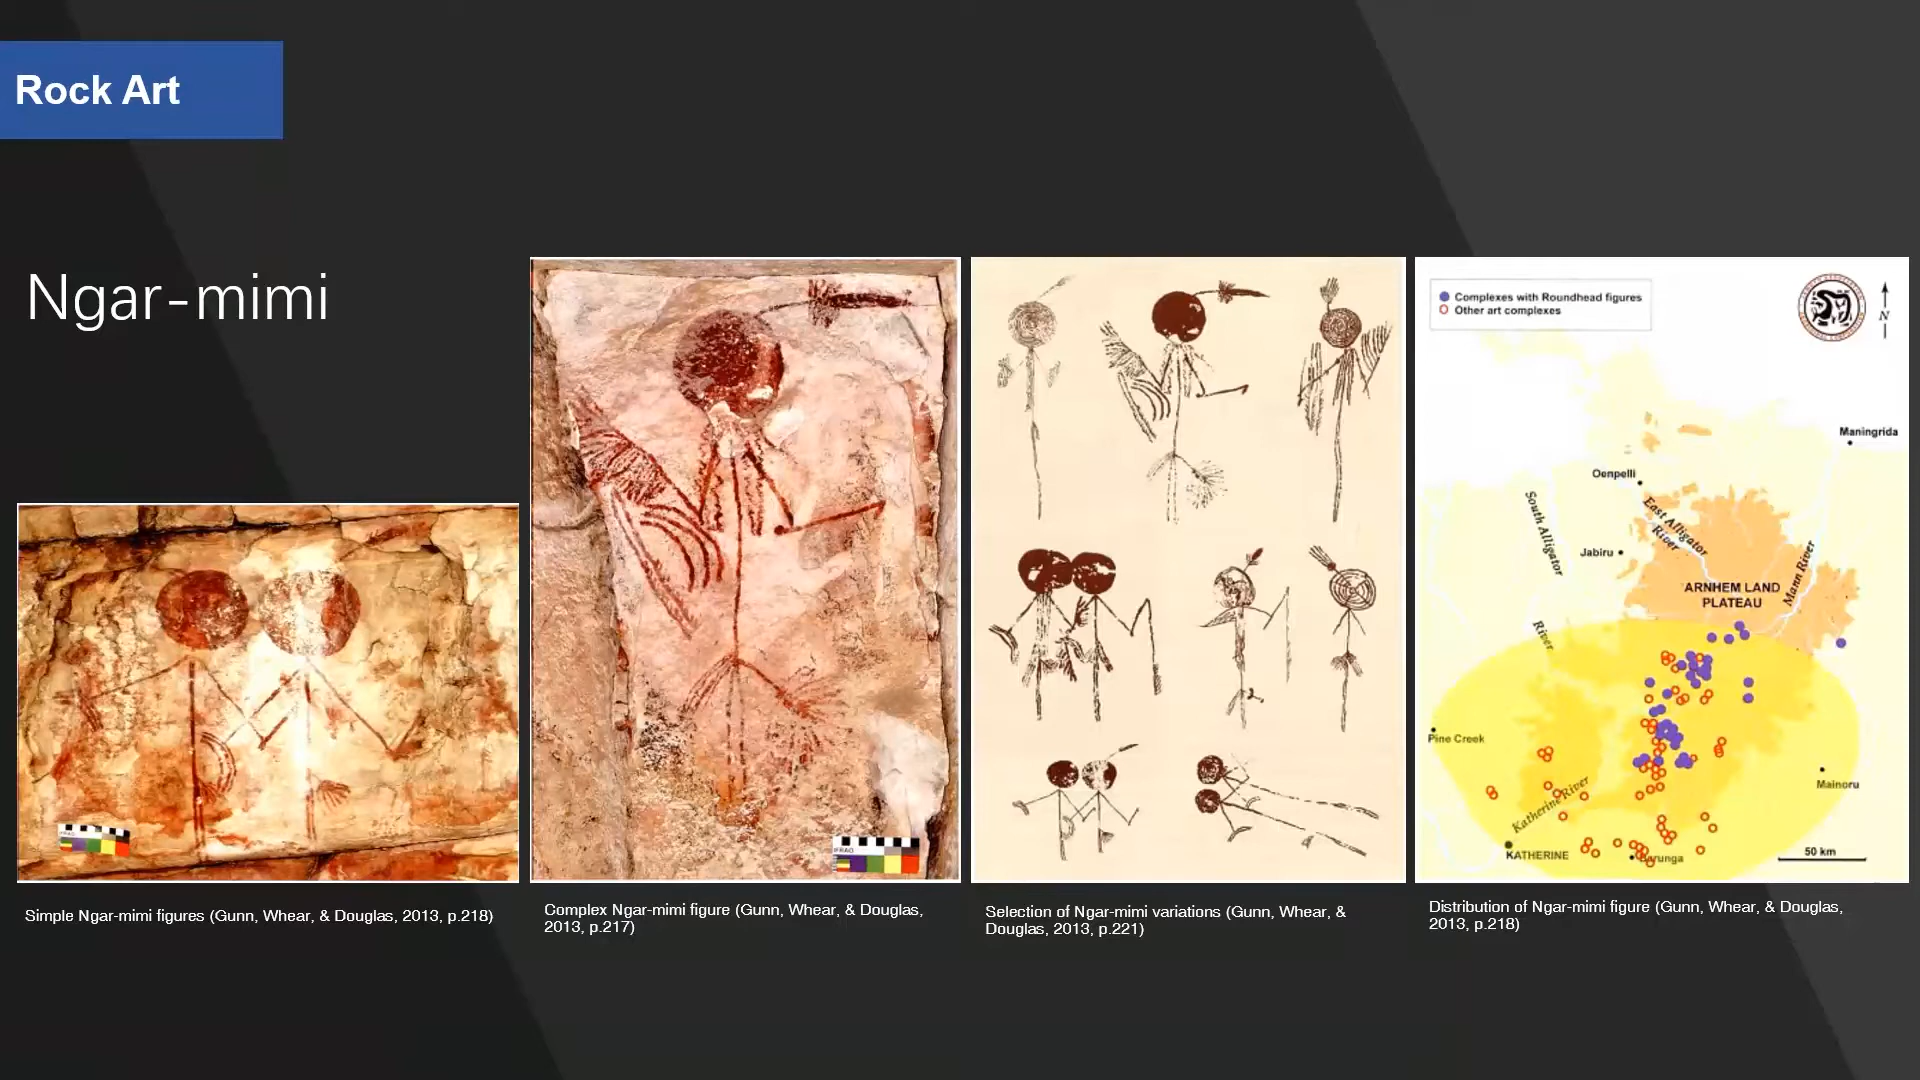 Rock Art
Ngar-mimi
IFRAO
Simple Ngar-mimi figures (Gunn, Whear, & Douglas, 2013, p.218)
Complex Ngar-mimi figure (Gunn, Whear, & Douglas,
2013, p.217)
Selection of Ngar-mimi variations (Gunn, Whear, &
Douglas, 2013, p.221)
Complexes with Roundhead figures
Other art complexes
N
Maningrida
Oenpelli
South Alligator
River
East Alligator
River
Jabiru
Mann River
ARNHEM LAND
PLATEAU
Pine Creek
Mainoru
Katherine River
KATHERINE
Barunga
50 km
Distribution of Ngar-mimi figure (Gunn, Whear, & Douglas,
2013, p.218)